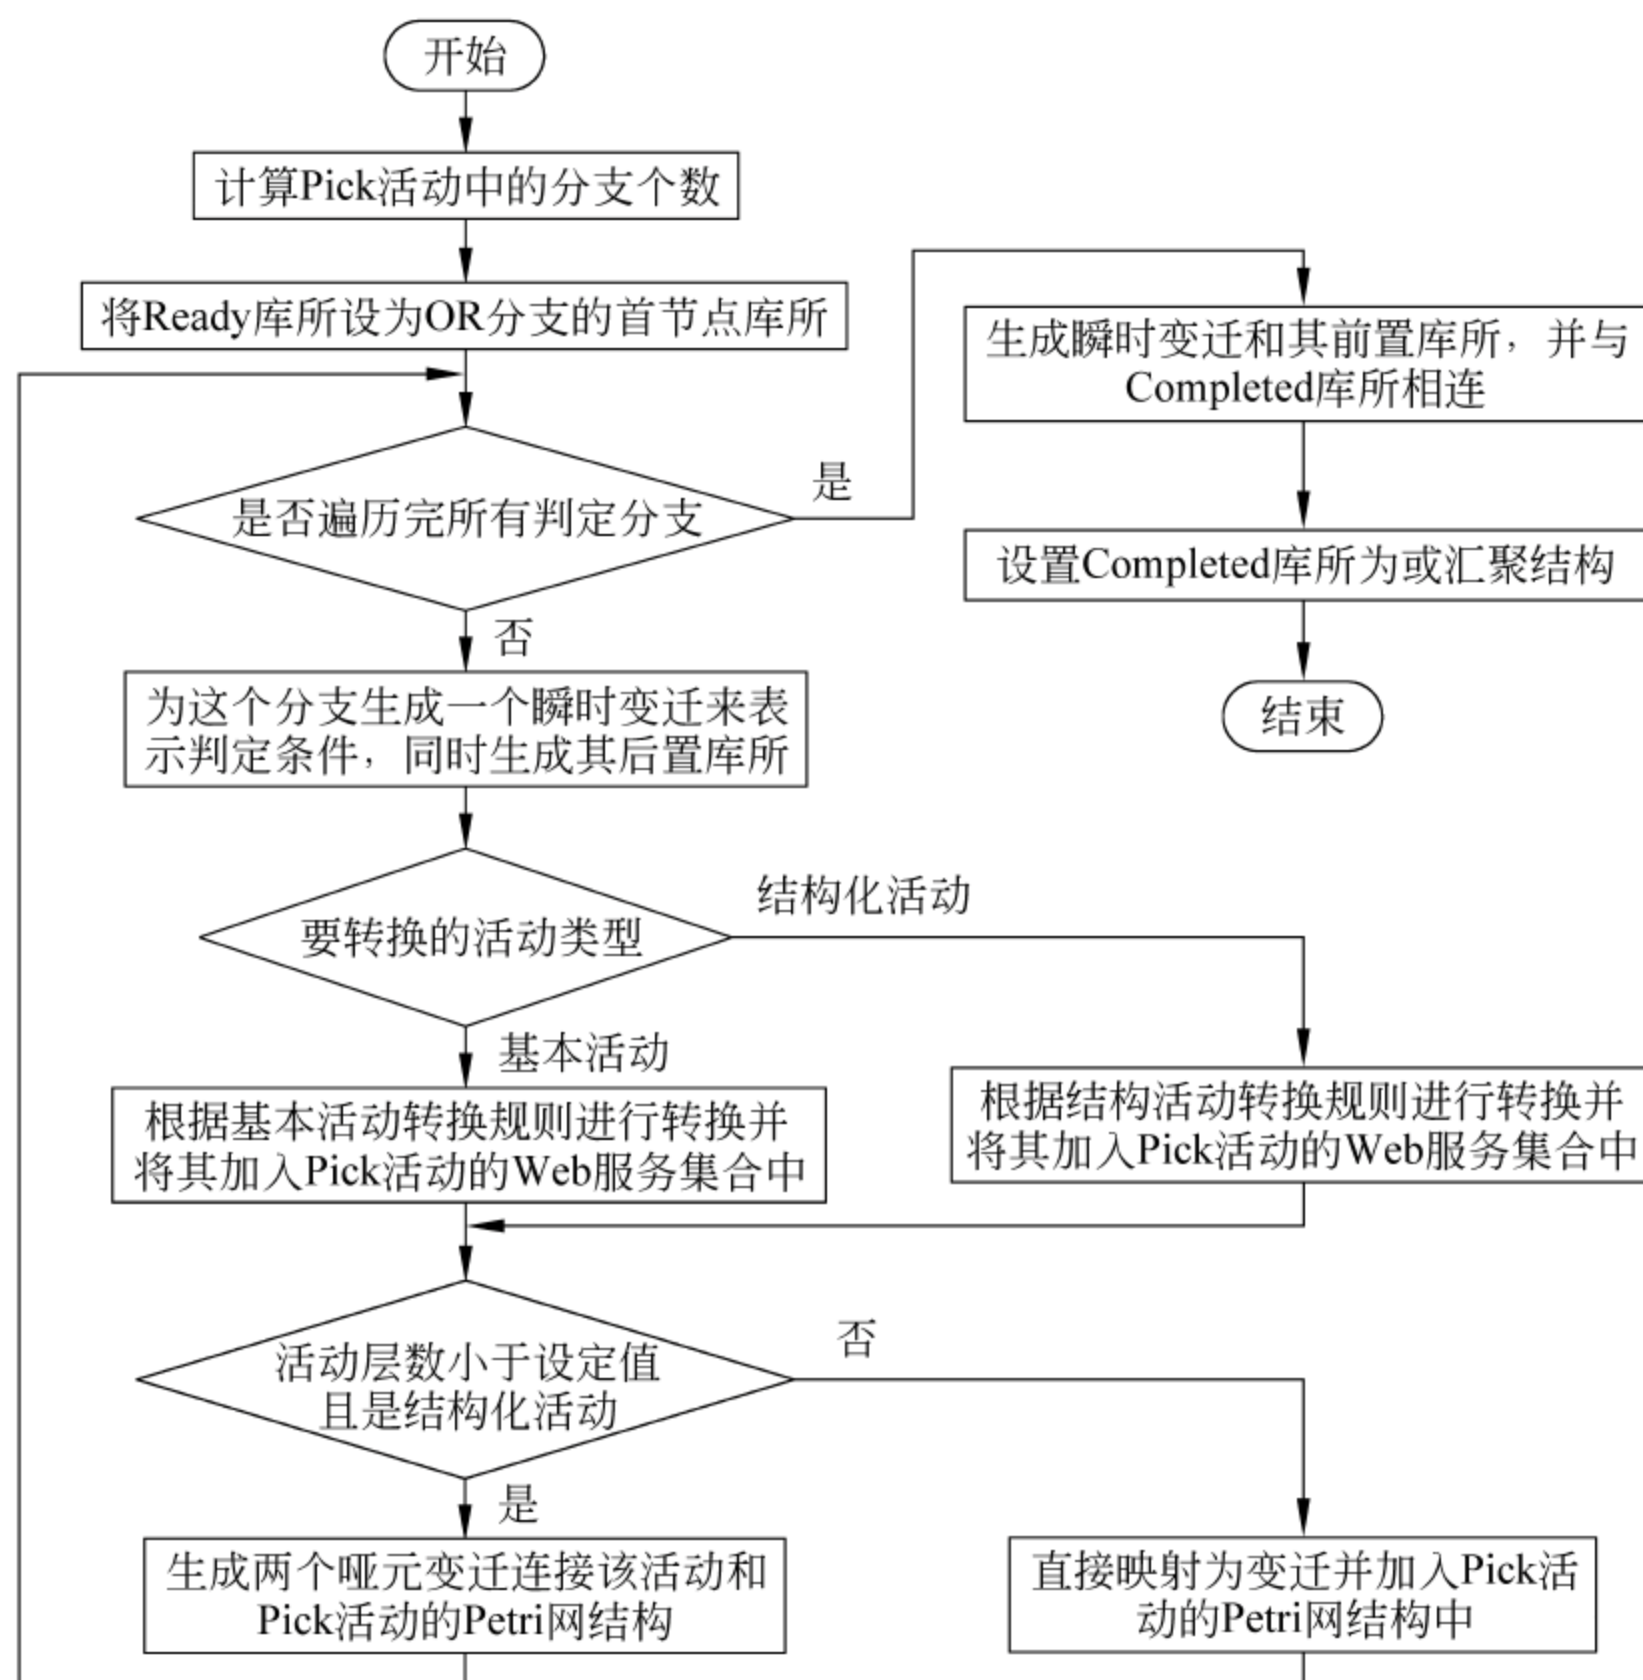 开始
计算Pick活动中的分支个数
将Ready库所设为OR分支的首节点库所
是否遍历完所有判定分支
是
生成瞬时变迁和其前置库所，并与
Completed库所相连
设置Completed库所为或汇聚结构
结束
否
为这个分支生成一个瞬时变迁来表
示判定条件，同时生成其后置库所
要转换的活动类型
结构化活动
基本活动
根据基本活动转换规则进行转换并
将其加入Pick活动的Web服务集合中
根据结构活动转换规则进行转换并
将其加入Pick活动的Web服务集合中
活动层数小于设定值
且是结构化活动
否
是
生成两个哑元变迁连接该活动和
Pick活动的Petri网结构
直接映射为变迁并加入Pick活
动的Petri网结构中